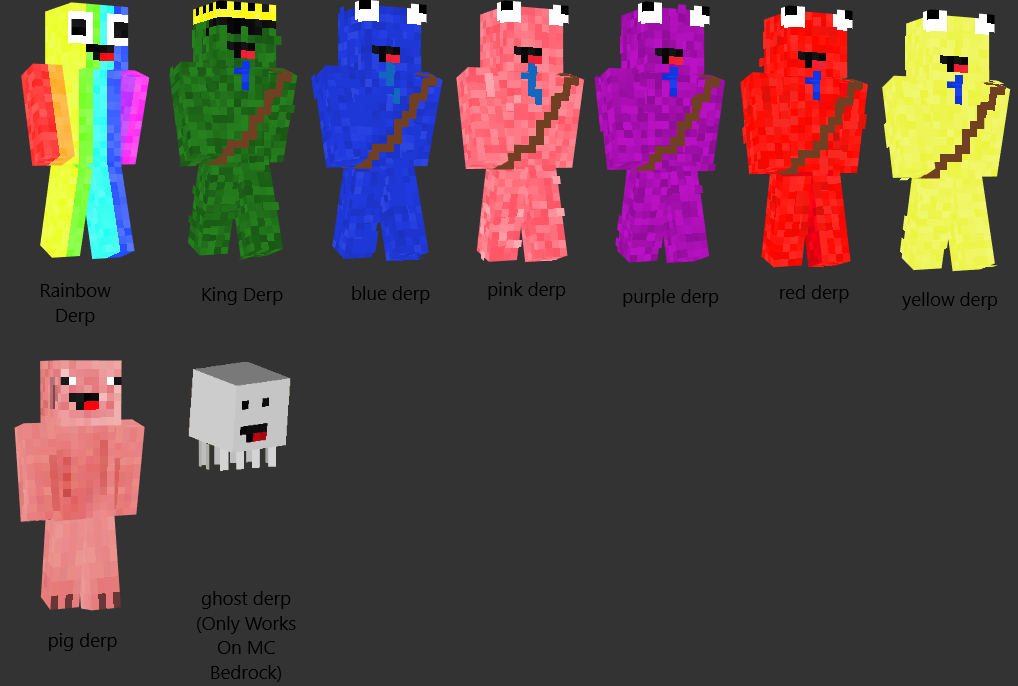 Rainbow
Derp
King Derp
blue derp
pink derp
purple derp
red derp
yellow derp
pig derp
ghost derp
(Only Works
On MC
Bedrock)